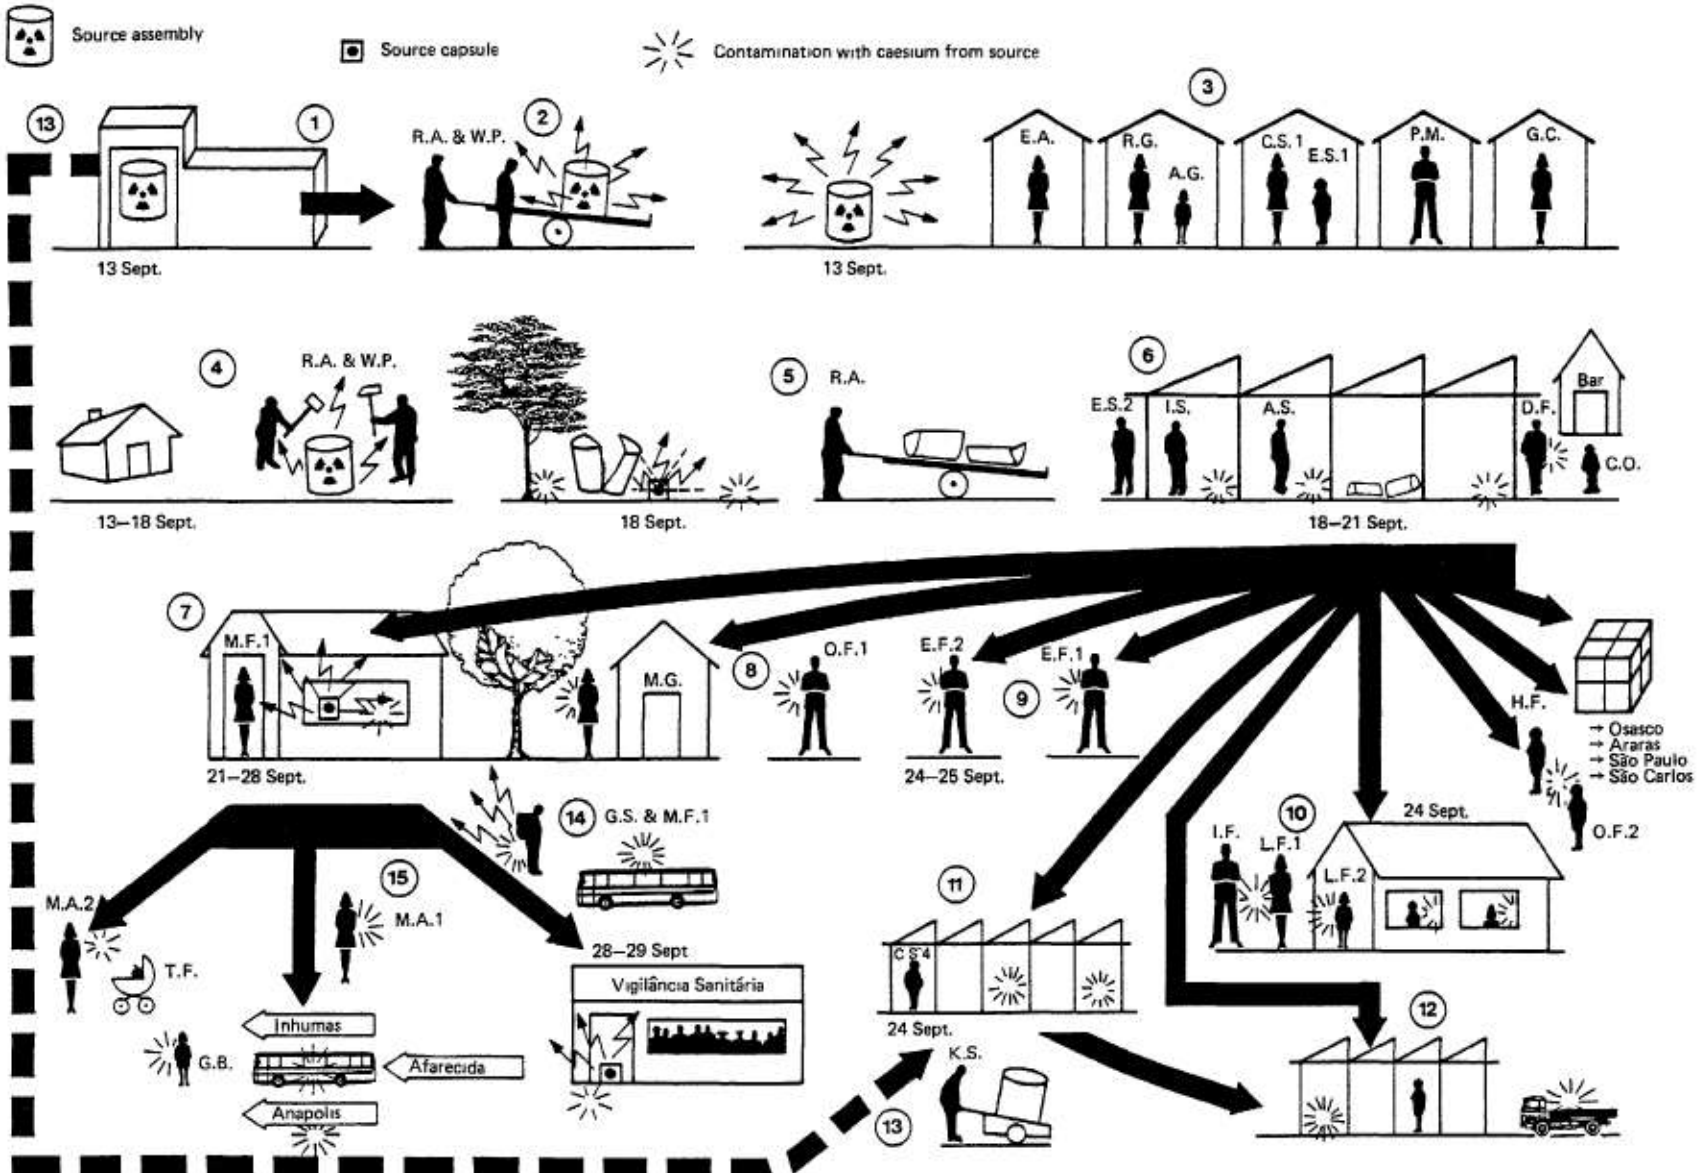 Source assembly
Source capsule
Contamination with caesium from source
13
1
R.A. & W.P.
2
3
E.A.
R.G.
A.G.
C.S.1
E.S.1
P.M.
G.C.
13 Sept.
13 Sept.
4
R.A. & W.P.
5
R.A.
6
E.S.2
I.S.
A.S.
D.F.
Bar
C.O.
13–18 Sept.
18 Sept.
18–21 Sept.
7
M.F.1
M.G.
8
O.F.1
E.F.2
9
E.F.1
H.F.
→ Osasco
→ Araras
→ São Paulo
→ São Carlos
O.F.2
21–28 Sept.
24–25 Sept.
14
G.S. & M.F.1
10
24 Sept.
I.F.
L.F.1
L.F.2
15
M.A.2
M.A.1
T.F.
28–29 Sept
Vigilância Sanitária
11
C S 4
24 Sept.
12
Inhumas
G.B.
Afarecida
Anapolis
13
K.S.